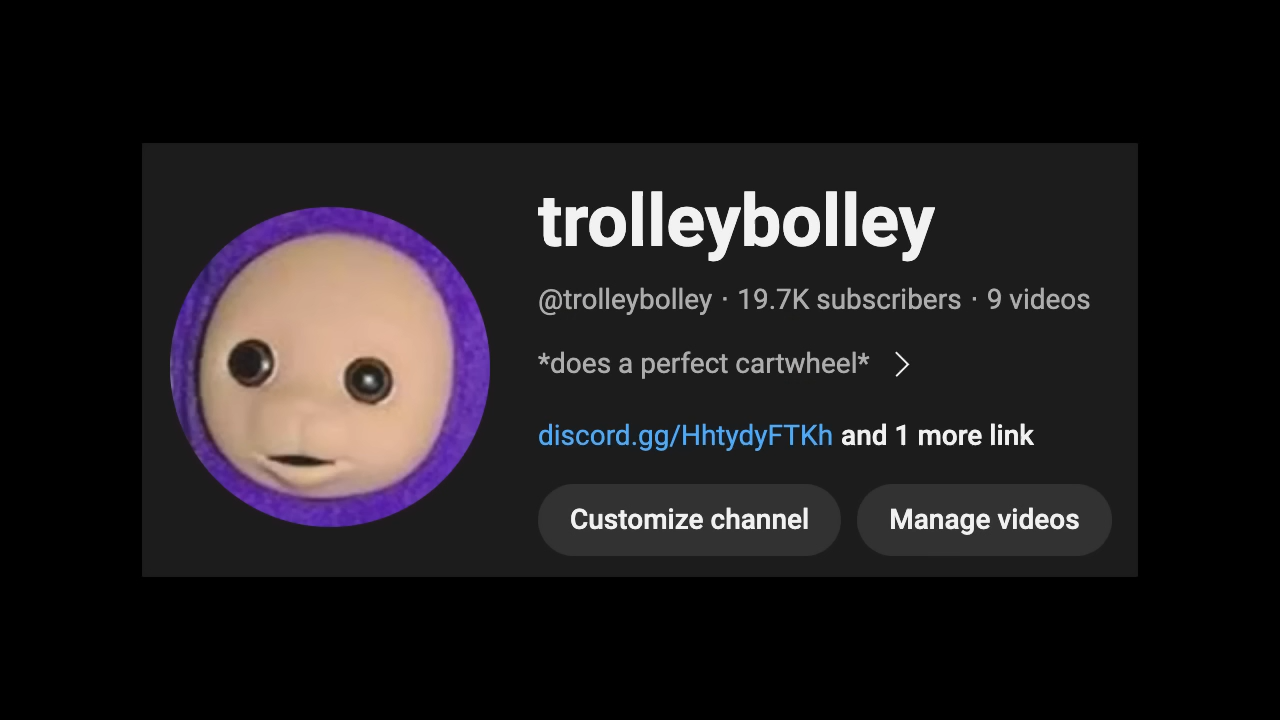 trolleybolley
@trolleybolley · 19.7K subscribers · 9 videos
*does a perfect cartwheel*
discord.gg/HhtydyFTKh and 1 more link
Customize channel Manage videos